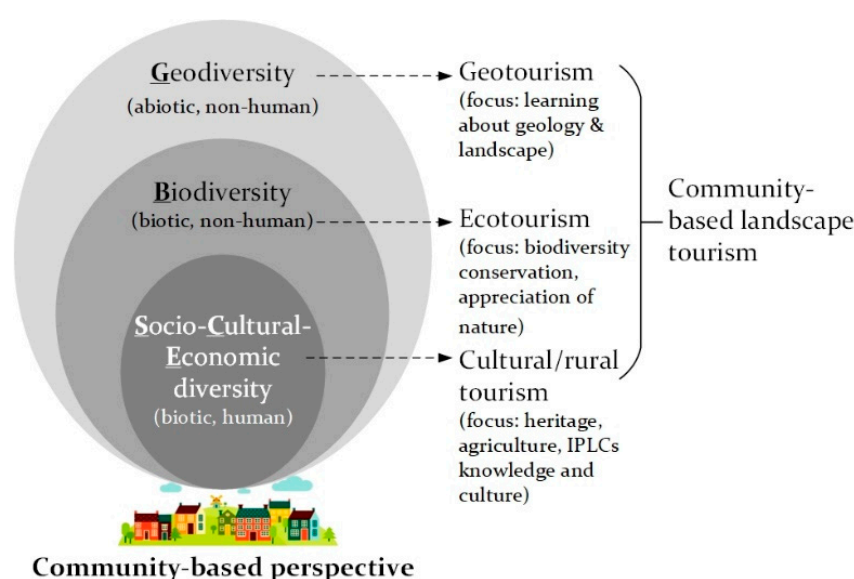 Geodiversity
(abiotic, non-human)
Biodiversity
(biotic, non-human)
Socio-Cultural-
Economic
diversity
(biotic, human)
Geotourism
(focus: learning
about geology &
landscape)
Ecotourism
(focus: biodiversity
conservation,
appreciation of
nature)
Cultural/rural
tourism
(focus: heritage,
agriculture, IPLCs
knowledge and
culture)
Community-
based landscape
tourism
Community-based perspective